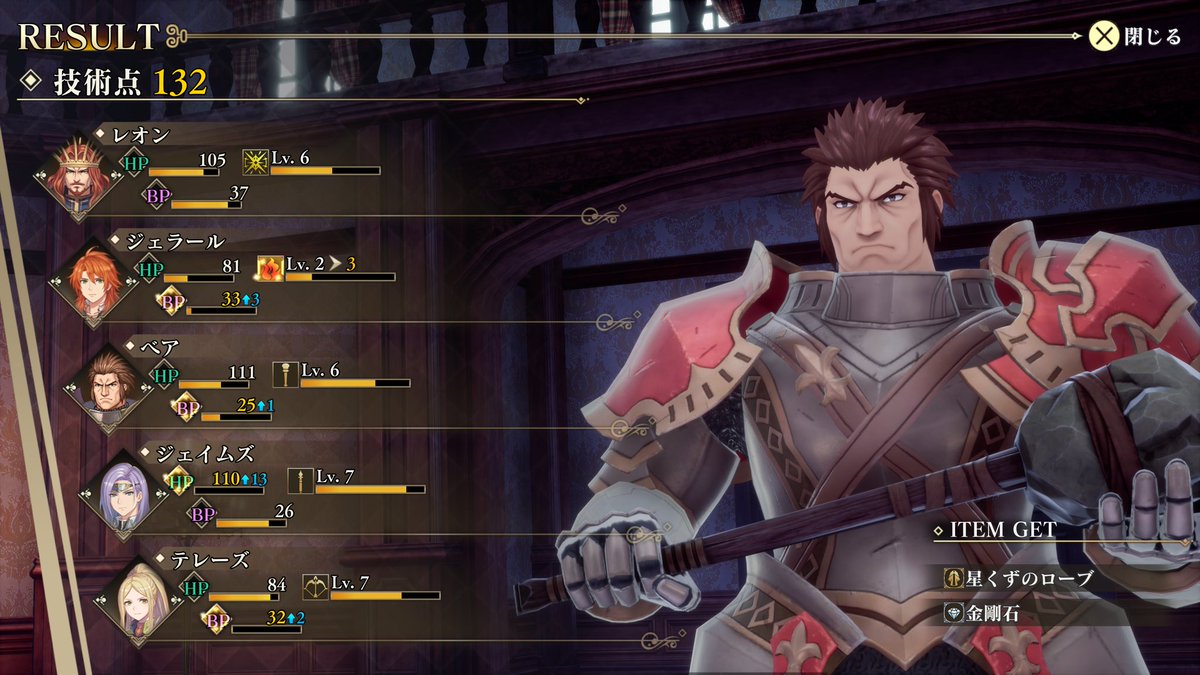 RESULT
閉じる
技術点 132
レオン
HP 105 Lv. 6
BP 37
ジェラール
HP 81 Lv. 2 3
BP 33 3
ベア
HP 111 Lv. 6
BP 25 1
ジェイムズ
HP 110 13 Lv. 7
BP 26
テレーズ
HP 84 Lv. 7
BP 32 2
ITEM GET
星くずのローブ
金剛石